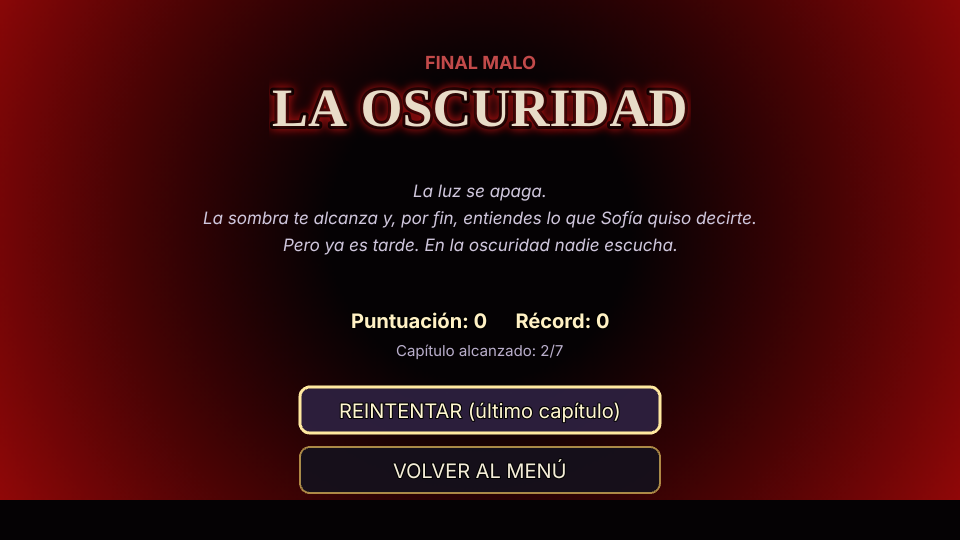 FINAL MALO
LA OSCURIDAD
La luz se apaga.
La sombra te alcanza y, por fin, entiendes lo que Sofía quiso decirte.
Pero ya es tarde. En la oscuridad nadie escucha.
Puntuación: 0 Récord: 0
Capítulo alcanzado: 2/7
REINTENTAR (último capítulo)
VOLVER AL MENÚ